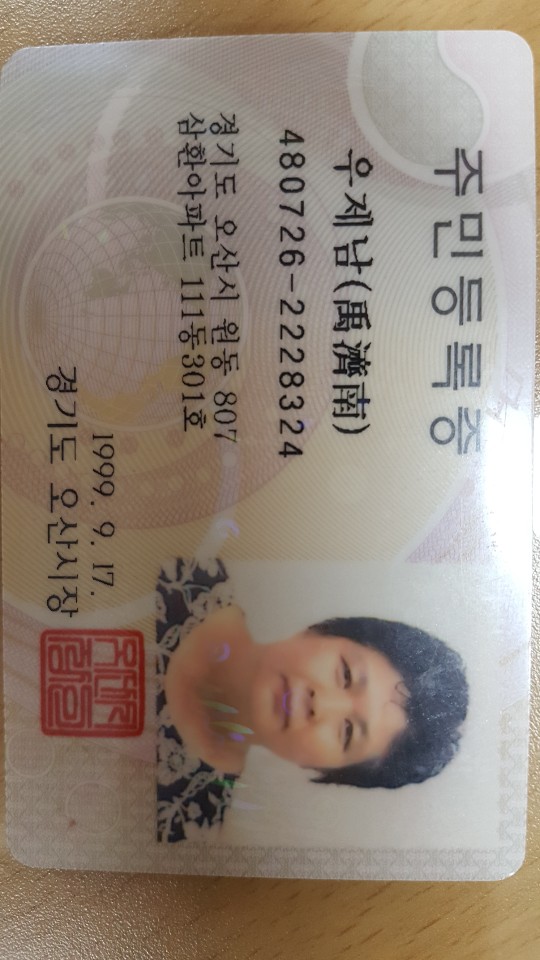 주민등록증
우제남(禹濟南)
480726-2228324
경기도 오산시 원동 807
삼환아파트 111동301호
1999. 9. 17.
경기도 오산시장